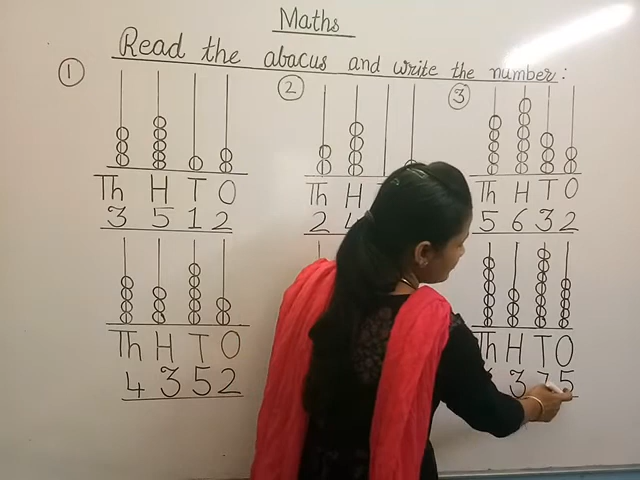 Maths
Read the abacus and write the number:
1
Th H T O
3 5 1 2
Th H T O
4 3 5 2
2
Th H
2
3
Th H T O
5 6 3 2
Th H T O
3 7 5